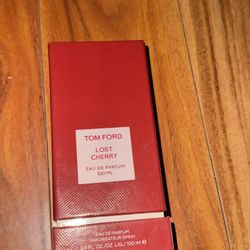 TOM FORD
LOST
CHERRY
EAU DE PARFUM
100 ML
EAU DE PARFUM
VAPORISATEUR SPRAY
3.4 FL.OZ./OZ.LIQ./100 ml ℮